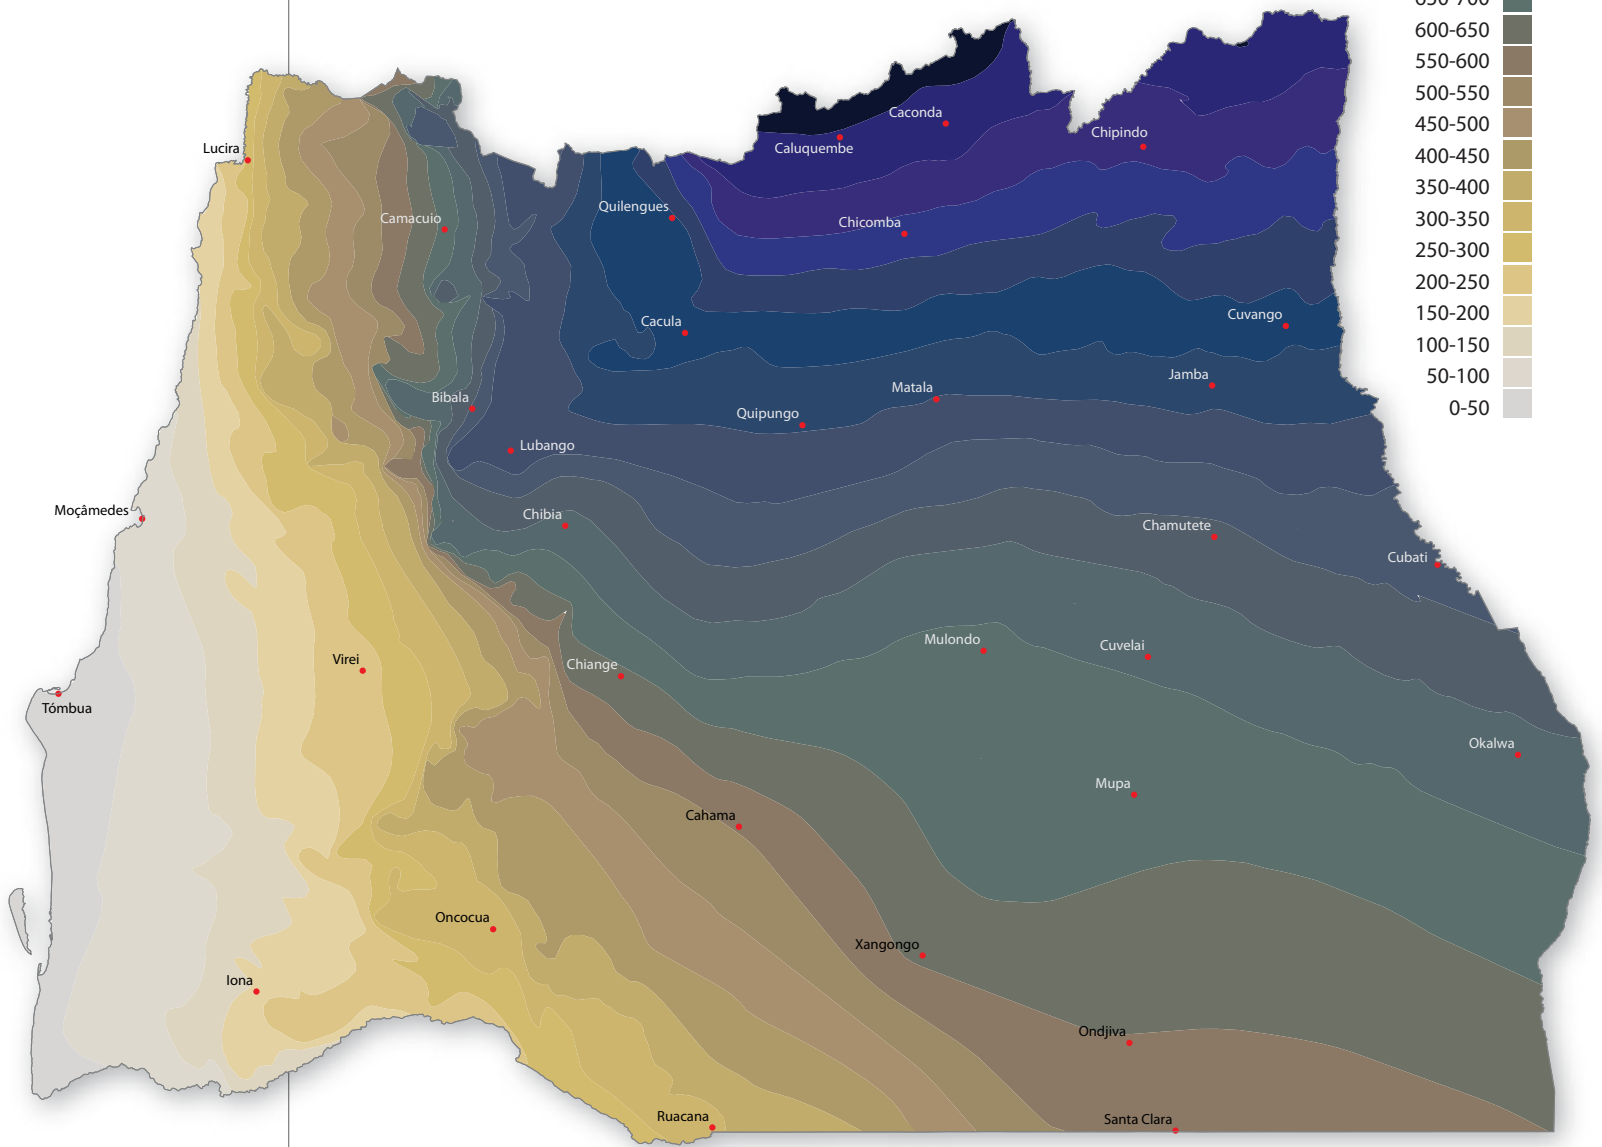 650-700
600-650
550-600
500-550
450-500
400-450
350-400
300-350
250-300
200-250
150-200
100-150
50-100
0-50
Caconda
Caluquembe
Chipindo
Lucira
Quilengues
Camacuio
Chicomba
Cacula
Cuvango
Jamba
Matala
Bibala
Quipungo
Lubango
Moçâmedes
Chibia
Chamutete
Cubati
Mulondo
Cuvelai
Virei
Chiange
Tómbua
Okalwa
Mupa
Cahama
Oncocua
Xangongo
Iona
Ondjiva
Ruacana
Santa Clara